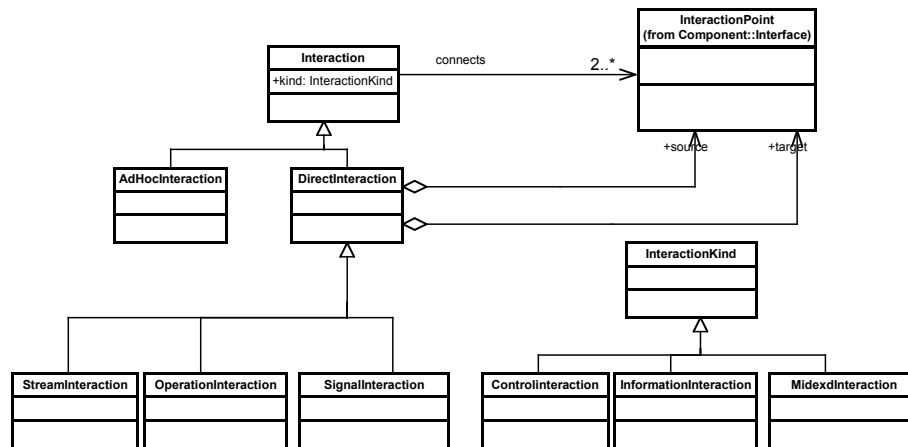 InteractionPoint
(from Component::Interface)
Interaction
+kind: InteractionKind
connects
2..*
+source
+target
AdHocInteraction
DirectInteraction
InteractionKind
StreamInteraction
OperationInteraction
SignalInteraction
Controlinteraction
InformationInteraction
MidexdInteraction